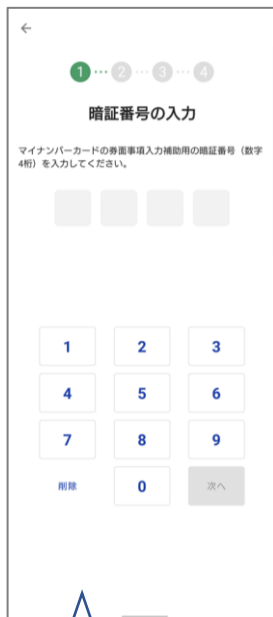 1 2 3 4
暗証番号の入力
マイナンバーカードの券面事項入力補助用の暗証番号（数字
4桁）を入力してください。
1 2 3
4 5 6
7 8 9
削除 0 次へ